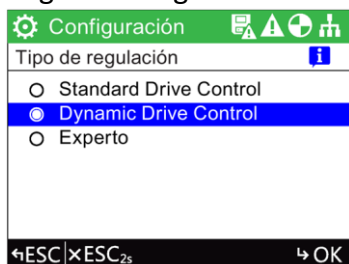 Configuración
Tipo de regulación
i
Standard Drive Control
Dynamic Drive Control
Experto
ESC|×ESC2s
OK